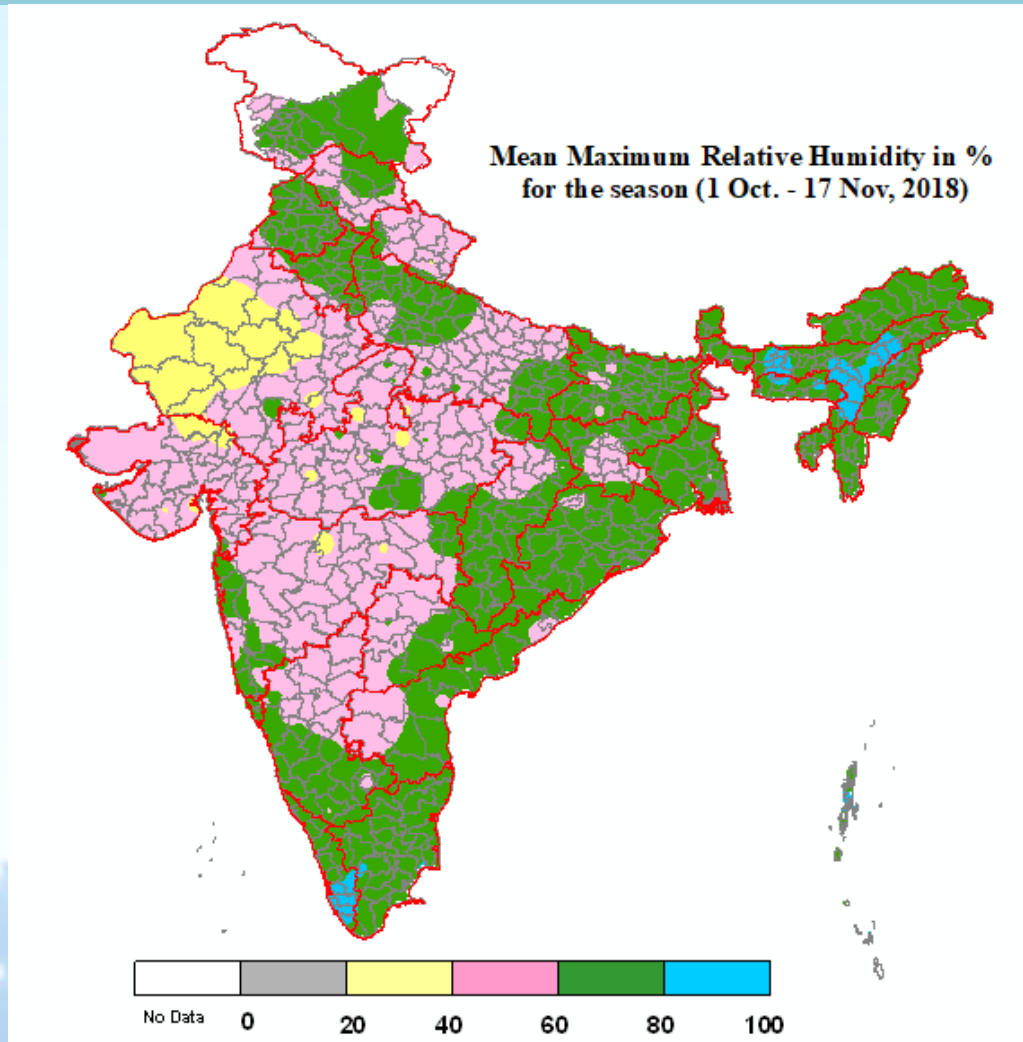 Mean Maximum Relative Humidity in %
for the season (1 Oct. - 17 Nov, 2018)
No Data 0 20 40 60 80 100